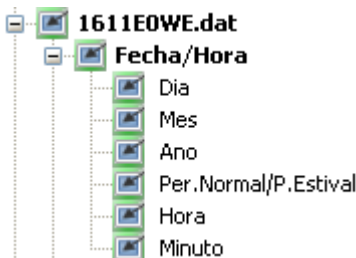 1611E0WE.dat
Fecha/Hora
Dia
Mes
Ano
Per.Normal/P.Estival
Hora
Minuto